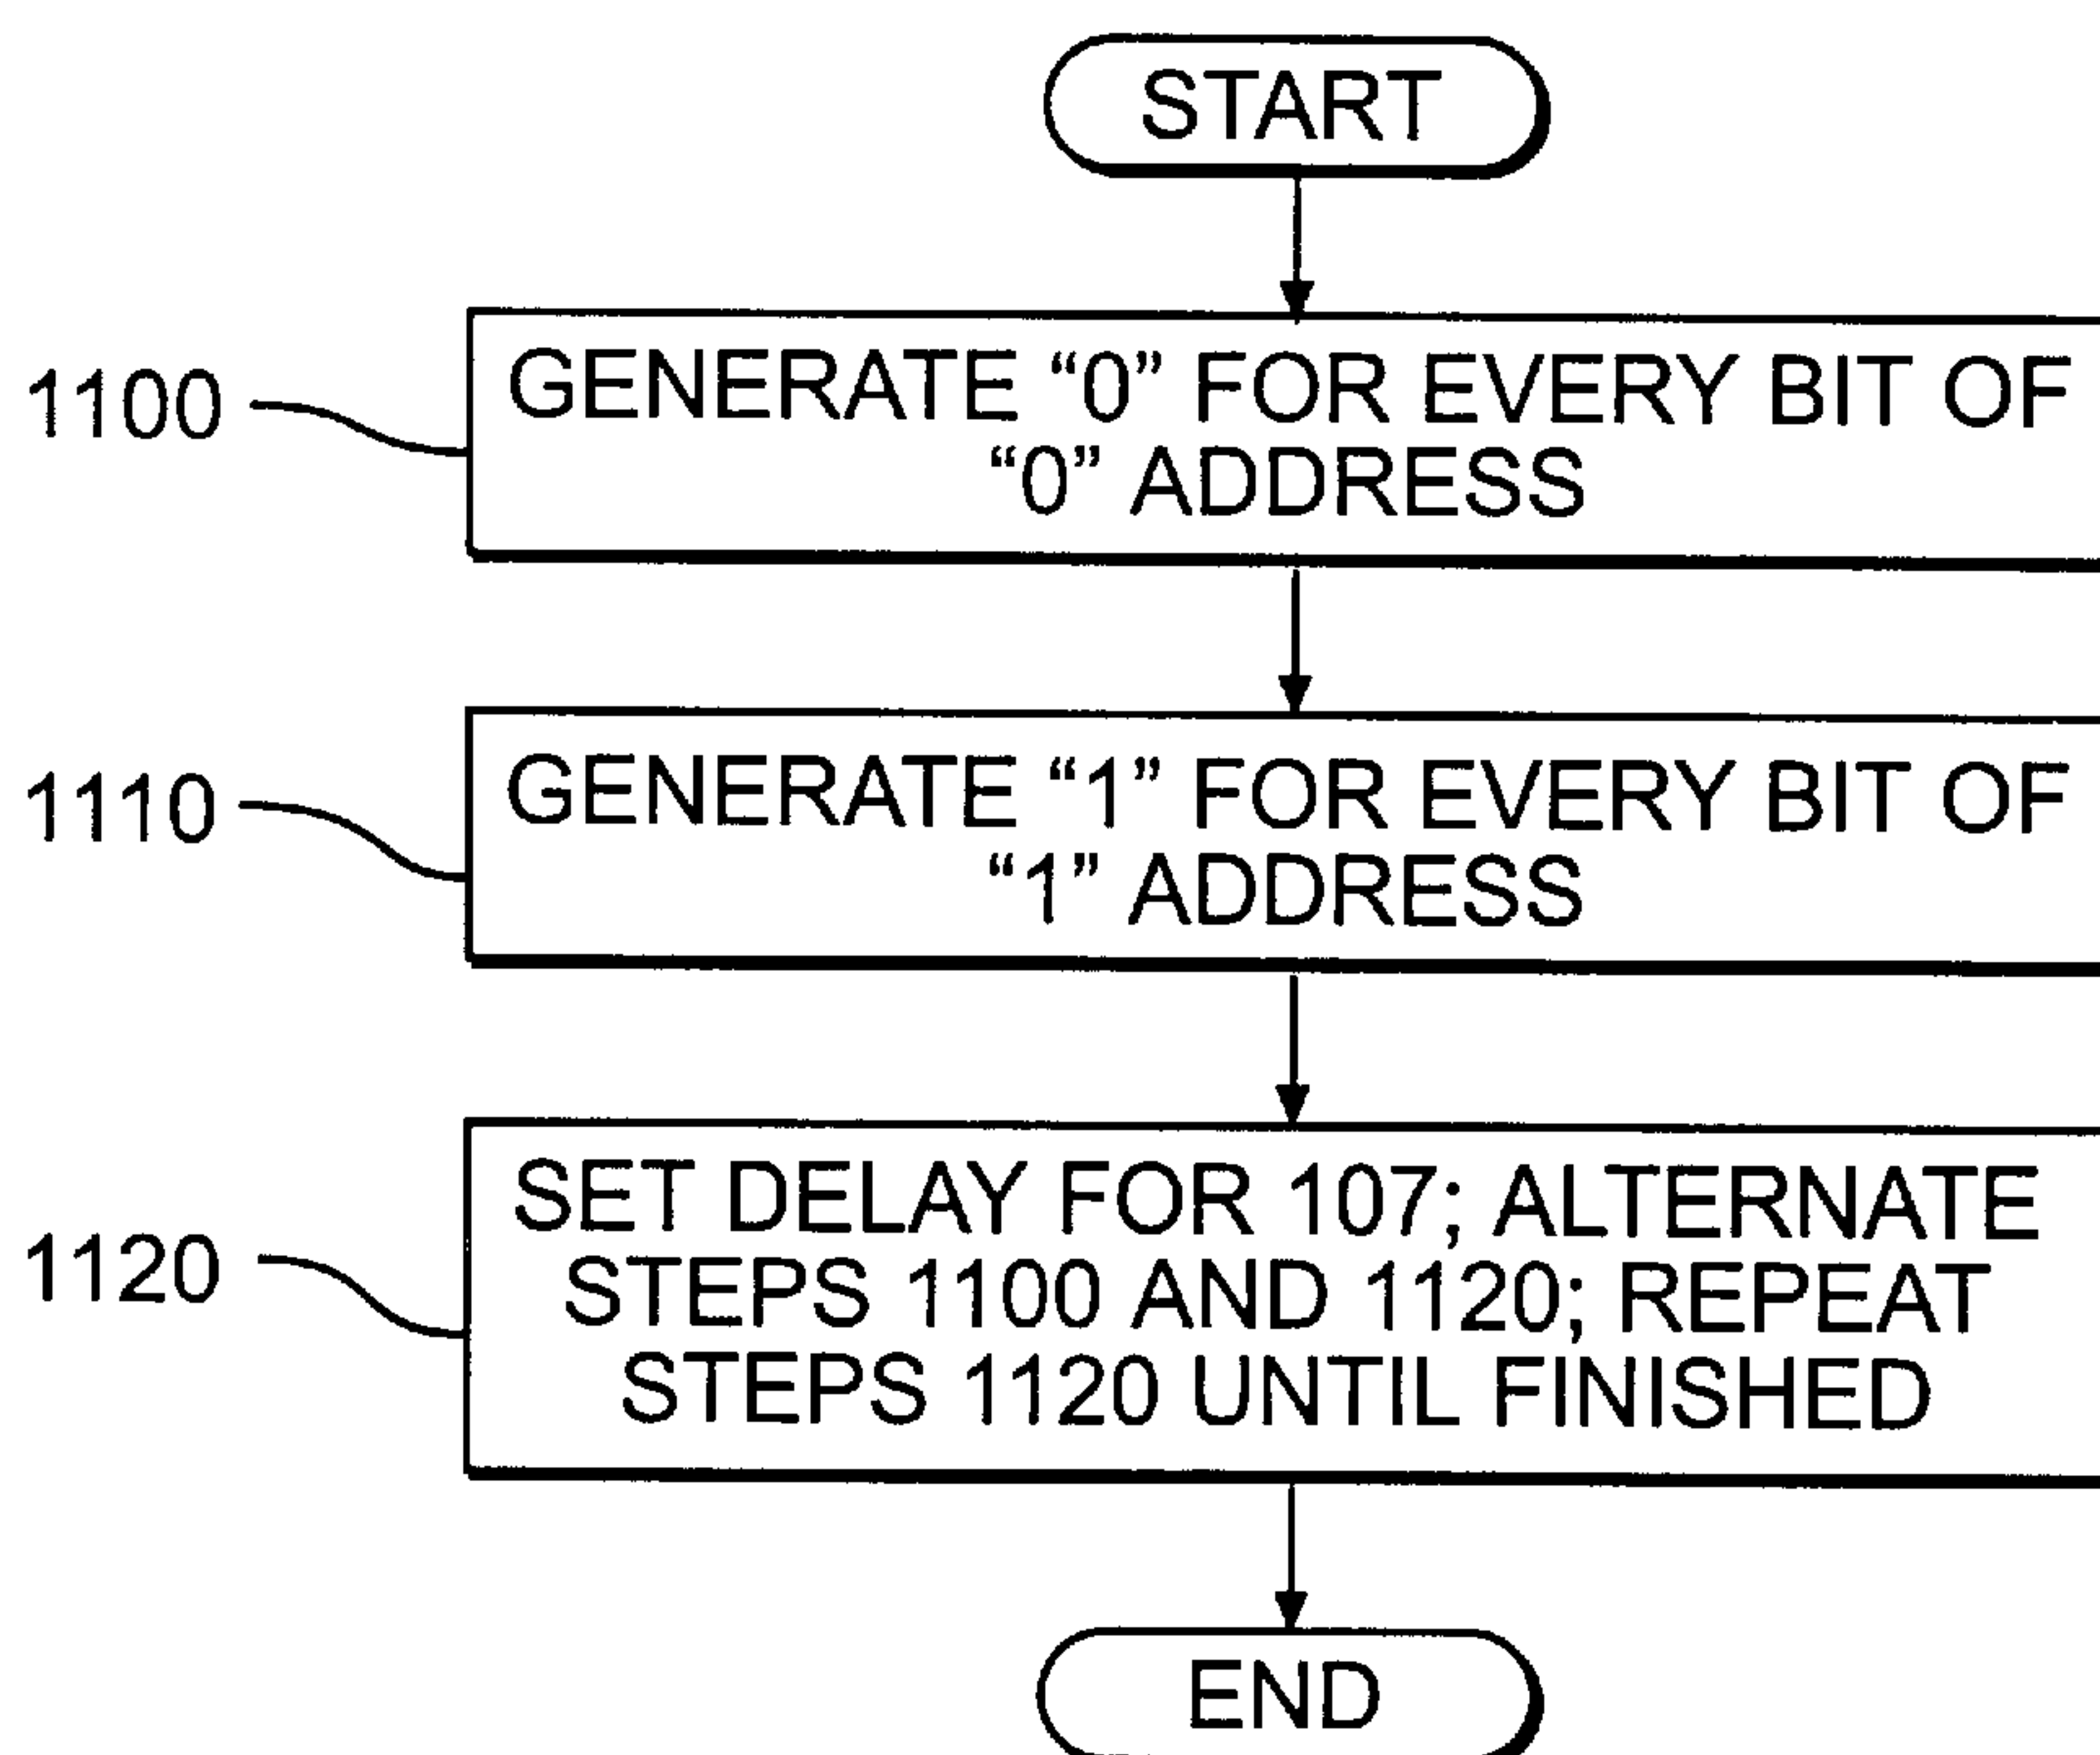 START
1100
GENERATE “0” FOR EVERY BIT OF
“0” ADDRESS
1110
GENERATE “1” FOR EVERY BIT OF
“1” ADDRESS
1120
SET DELAY FOR 107; ALTERNATE
STEPS 1100 AND 1120; REPEAT
STEPS 1120 UNTIL FINISHED
END